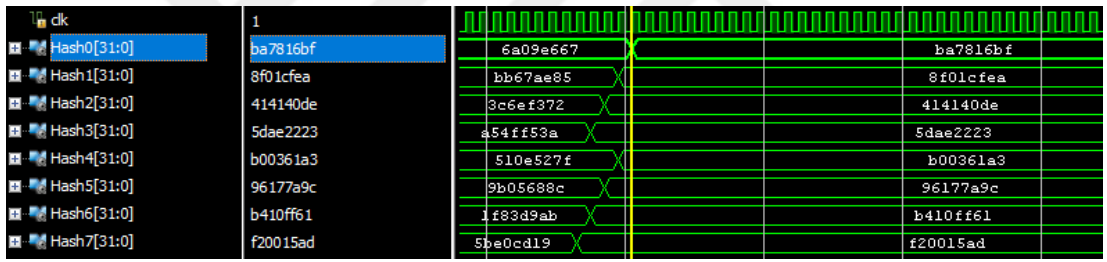 clk 1
Hash0[31:0] ba7816bf 6a09e667 ba7816bf
Hash1[31:0] 8f01cfea bb67ae85 8f01cfea
Hash2[31:0] 414140de 3c6ef372 414140de
Hash3[31:0] 5dae2223 a54ff53a 5dae2223
Hash4[31:0] b00361a3 510e527f b00361a3
Hash5[31:0] 96177a9c 9b05688c 96177a9c
Hash6[31:0] b410ff61 1f83d9ab b410ff61
Hash7[31:0] f20015ad 5be0cd19 f20015ad